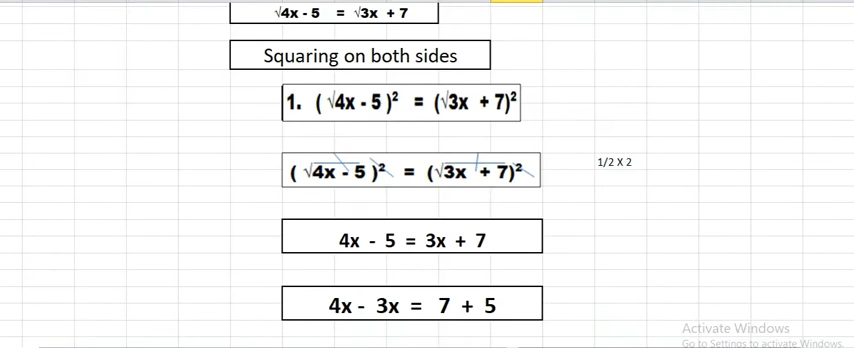 √4x - 5 = √3x + 7
Squaring on both sides
1. ( √4x - 5 )² = (√3x + 7)²
( √4x - 5 )² = (√3x + 7)²
1/2 X 2
4x - 5 = 3x + 7
4x - 3x = 7 + 5
Activate Windows
Go to Settings to activate Windows.